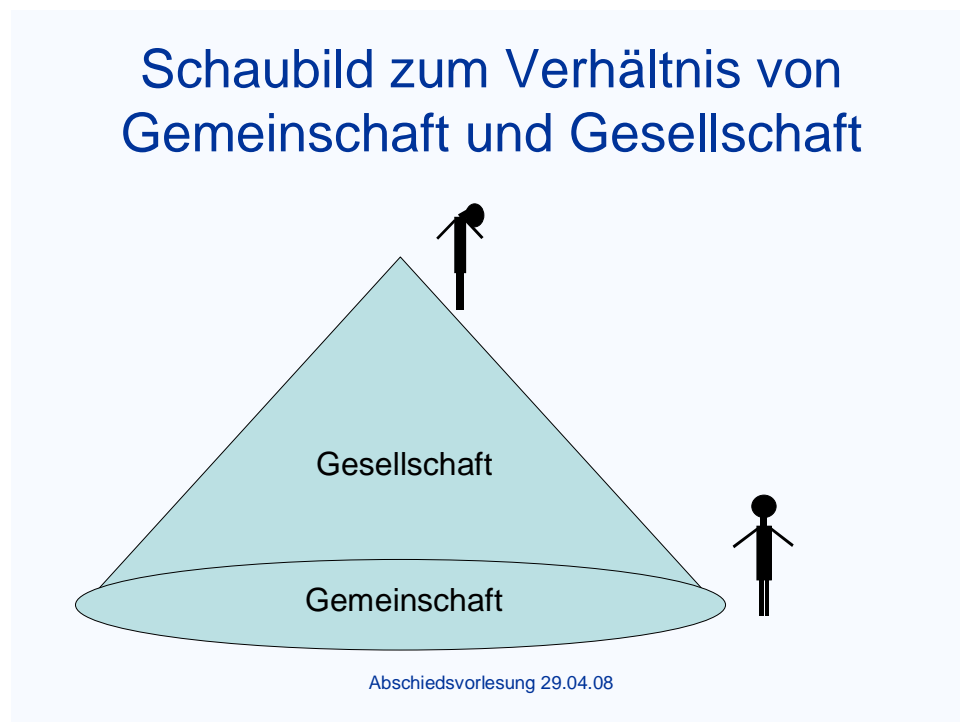 Schaubild zum Verhältnis von
Gemeinschaft und Gesellschaft
Gesellschaft
Gemeinschaft
Abschiedsvorlesung 29.04.08